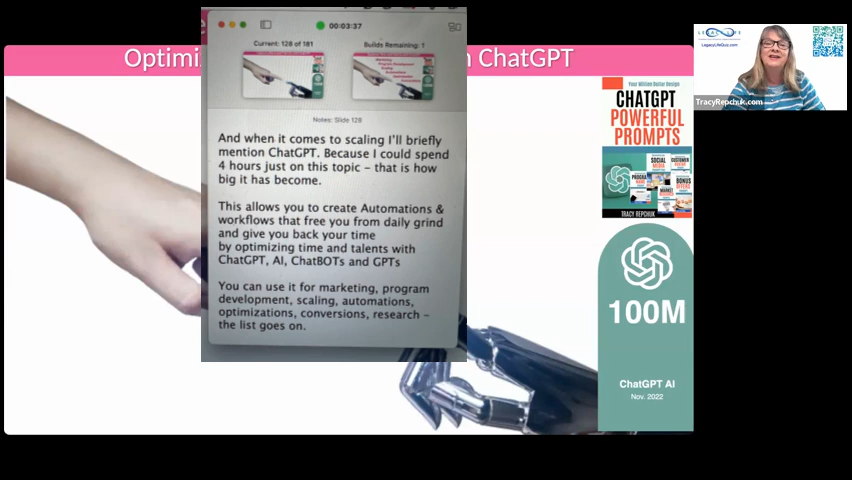 Optimi
n ChatGPT
00:03:37
Current: 128 of 181
Builds Remaining: 1
Notes: Slide 128
And when it comes to scaling I'll briefly
mention ChatGPT. Because I could spend
4 hours just on this topic – that is how
big it has become.
This allows you to create Automations &
workflows that free you from daily grind
and give you back your time
by optimizing time and talents with
ChatGPT, AI, ChatBOTs and GPTs
You can use it for marketing, program
development, scaling, automations,
optimizations, conversions, research –
the list goes on.
Your Million Dollar Design
CHATGPT
POWERFUL
PROMPTS
SOCIAL
MEDIA
TRACY REPCHUK
100M
ChatGPT AI
Nov. 2022
LegacyLifeQuiz.com
TracyRepchuk.com